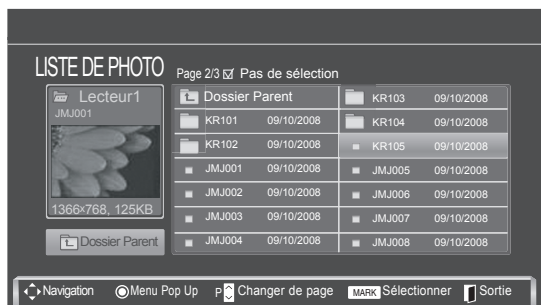 LISTE DE PHOTO
Page 2/3 Pas de sélection
Lecteur1
JMJ001
1366x768, 125KB
Dossier Parent
Dossier Parent
KR101 09/10/2008
KR102 09/10/2008
JMJ001 09/10/2008
JMJ002 09/10/2008
JMJ003 09/10/2008
JMJ004 09/10/2008
KR103 09/10/2008
KR104 09/10/2008
KR105 09/10/2008
JMJ005 09/10/2008
JMJ006 09/10/2008
JMJ007 09/10/2008
JMJ008 09/10/2008
Navigation Menu Pop Up P Changer de page MARK Sélectionner Sortie